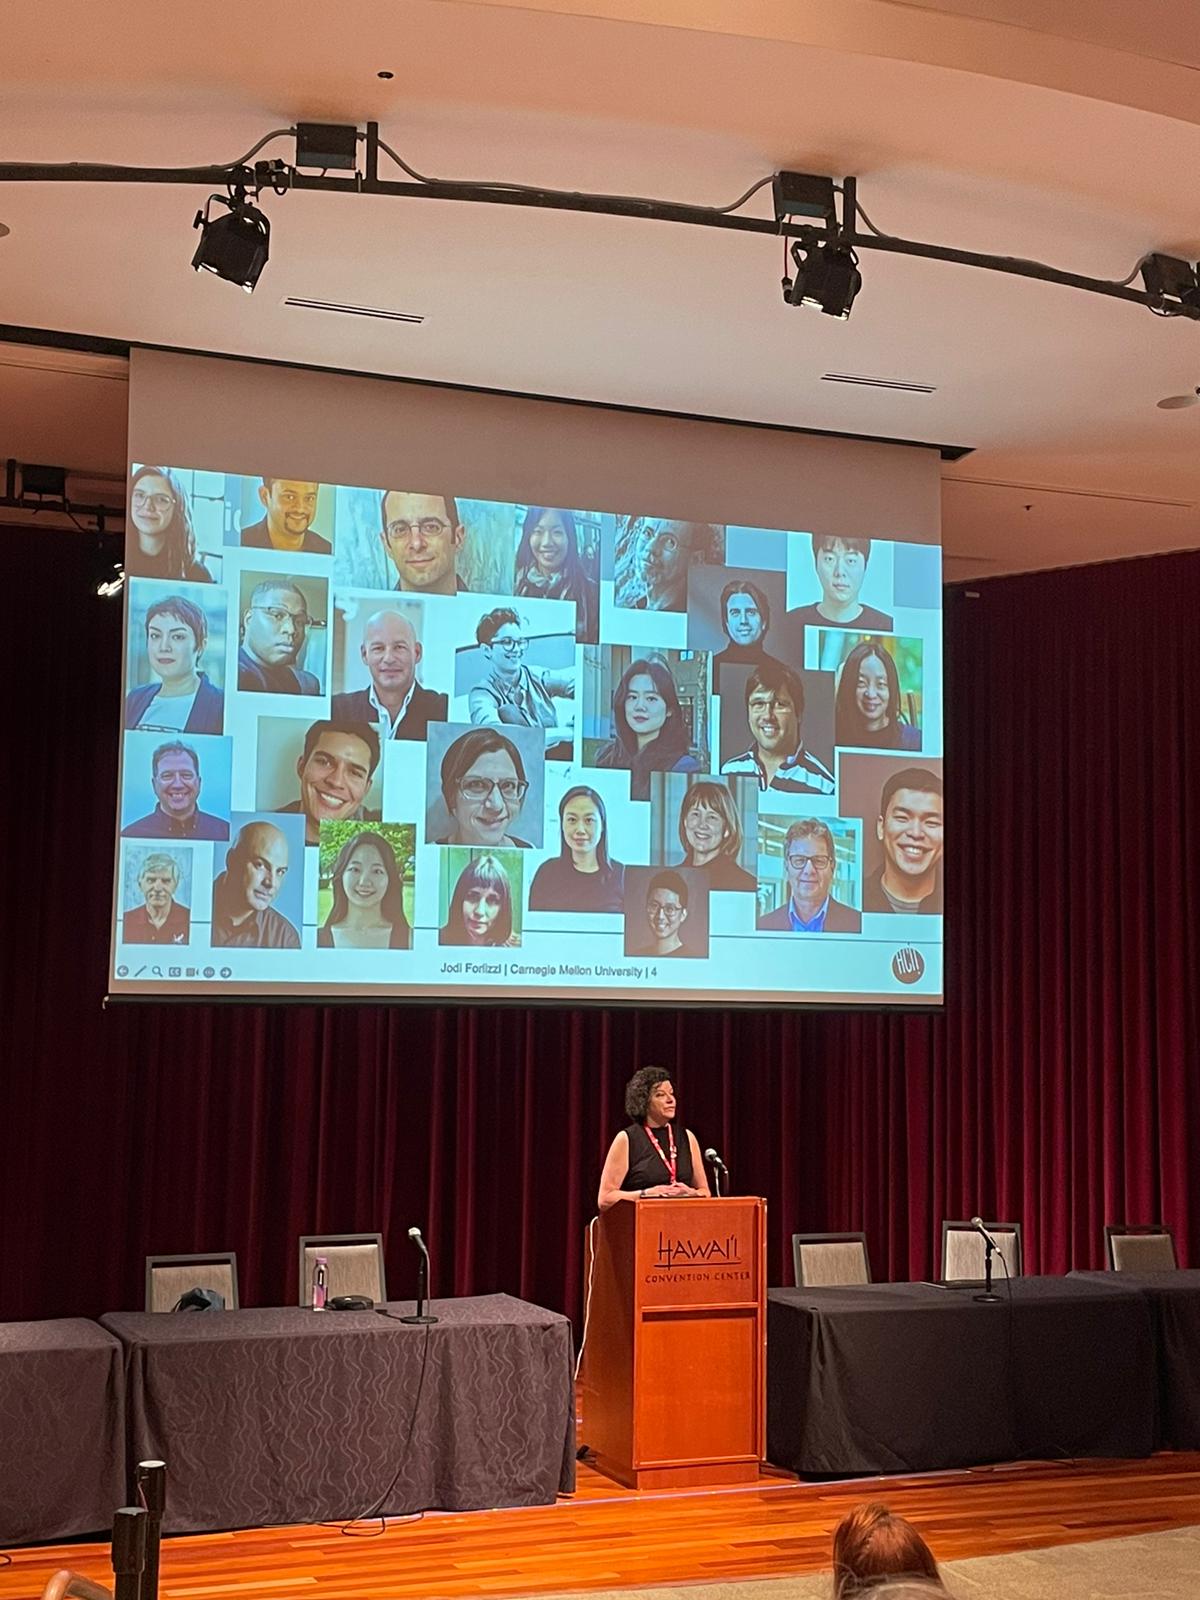 Jodi Forlizzi | Carnegie Mellon University | 4
HCII
HAWAI'I
CONVENTION CENTER